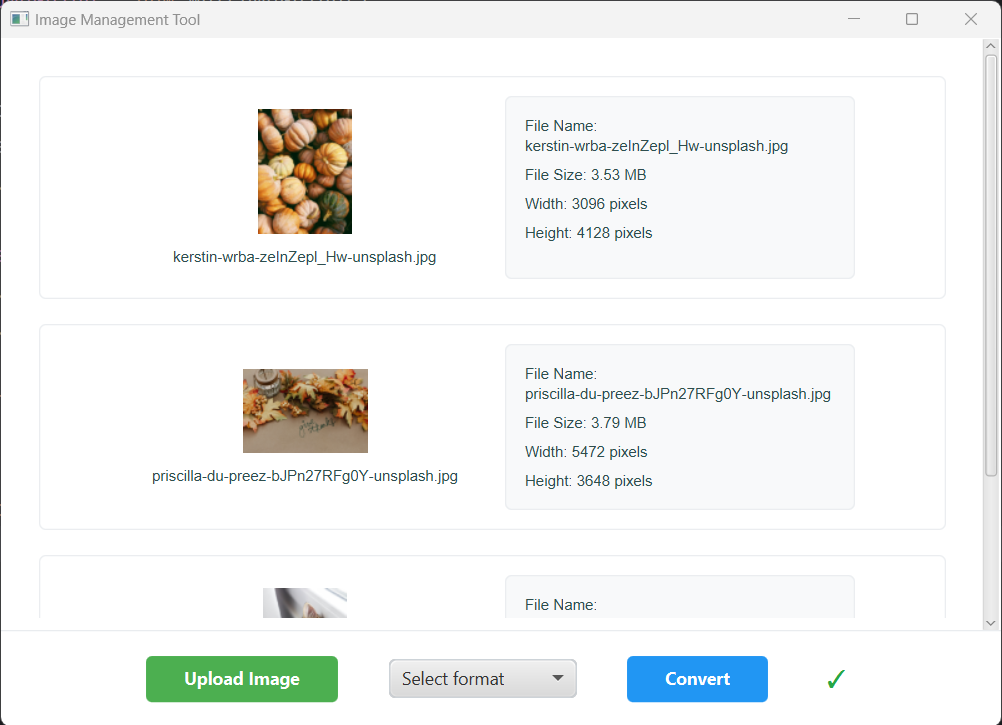 Image Management Tool
File Name:
kerstin-wrba-zeInZepl_Hw-unsplash.jpg
File Size: 3.53 MB
Width: 3096 pixels
Height: 4128 pixels
kerstin-wrba-zeInZepl_Hw-unsplash.jpg
File Name:
priscilla-du-preez-bJPn27RFg0Y-unsplash.jpg
File Size: 3.79 MB
Width: 5472 pixels
Height: 3648 pixels
priscilla-du-preez-bJPn27RFg0Y-unsplash.jpg
File Name:
Upload Image
Select format
Convert
✓